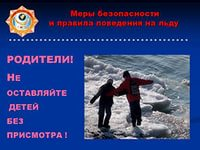 Меры безопасности
и правила поведения на льду
РОДИТЕЛИ!
НЕ
ОСТАВЛЯЙТЕ
ДЕТЕЙ
БЕЗ
ПРИСМОТРА !